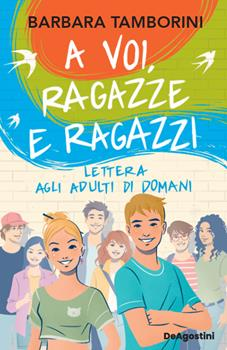 BARBARA TAMBORINI
A VOI,
RAGAZZE
E RAGAZZI
LETTERA
AGLI ADULTI DI DOMANI
DeAGOSTINI